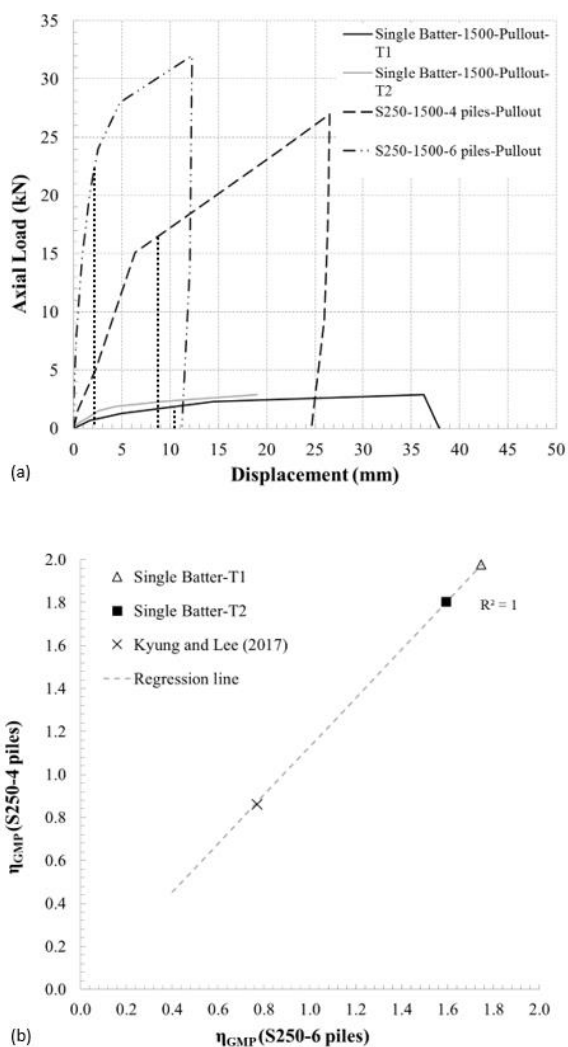 35
30
25
20
15
10
5
0
Axial Load (kN)
Single Batter-1500-Pullout-
T1
Single Batter-1500-Pullout-
T2
S250-1500-4 piles-Pullout
S250-1500-6 piles-Pullout
0 5 10 15 20 25 30 35 40 45 50
Displacement (mm)
(a)
2.0
1.8
1.6
1.4
1.2
1.0
0.8
0.6
0.4
0.2
0.0
ηGMP (S250-4 piles)
Single Batter-T1
Single Batter-T2
Kyung and Lee (2017)
Regression line
R² = 1
0.0 0.2 0.4 0.6 0.8 1.0 1.2 1.4 1.6 1.8 2.0
ηGMP (S250-6 piles)
(b)